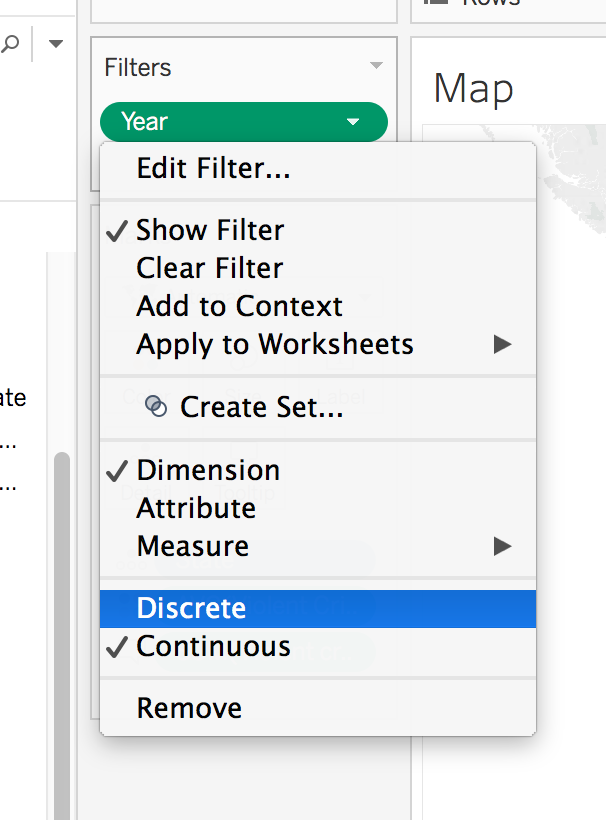 Rows
Filters
Year
Map
Edit Filter...
Show Filter
Clear Filter
Add to Context
Apply to Worksheets
Create Set...
ate
...
Dimension
...
Attribute
Measure
Discrete
Continuous
Remove